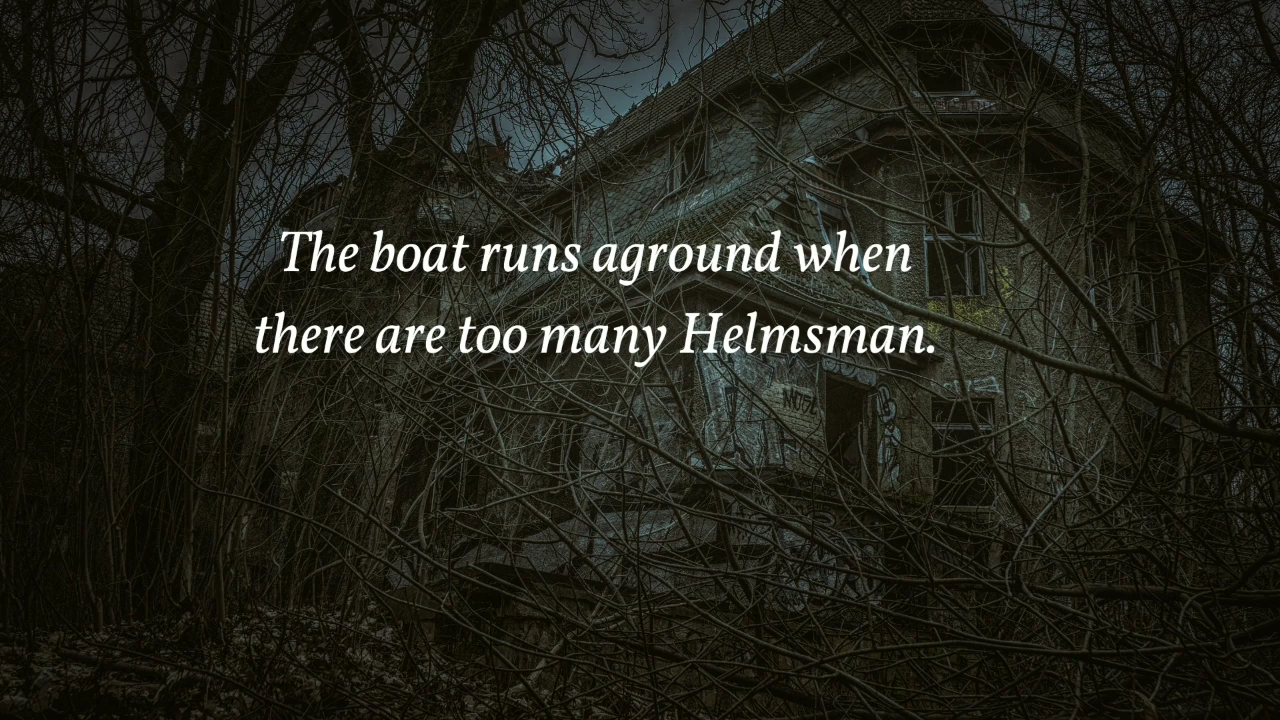 The boat runs aground when
there are too many Helmsman.